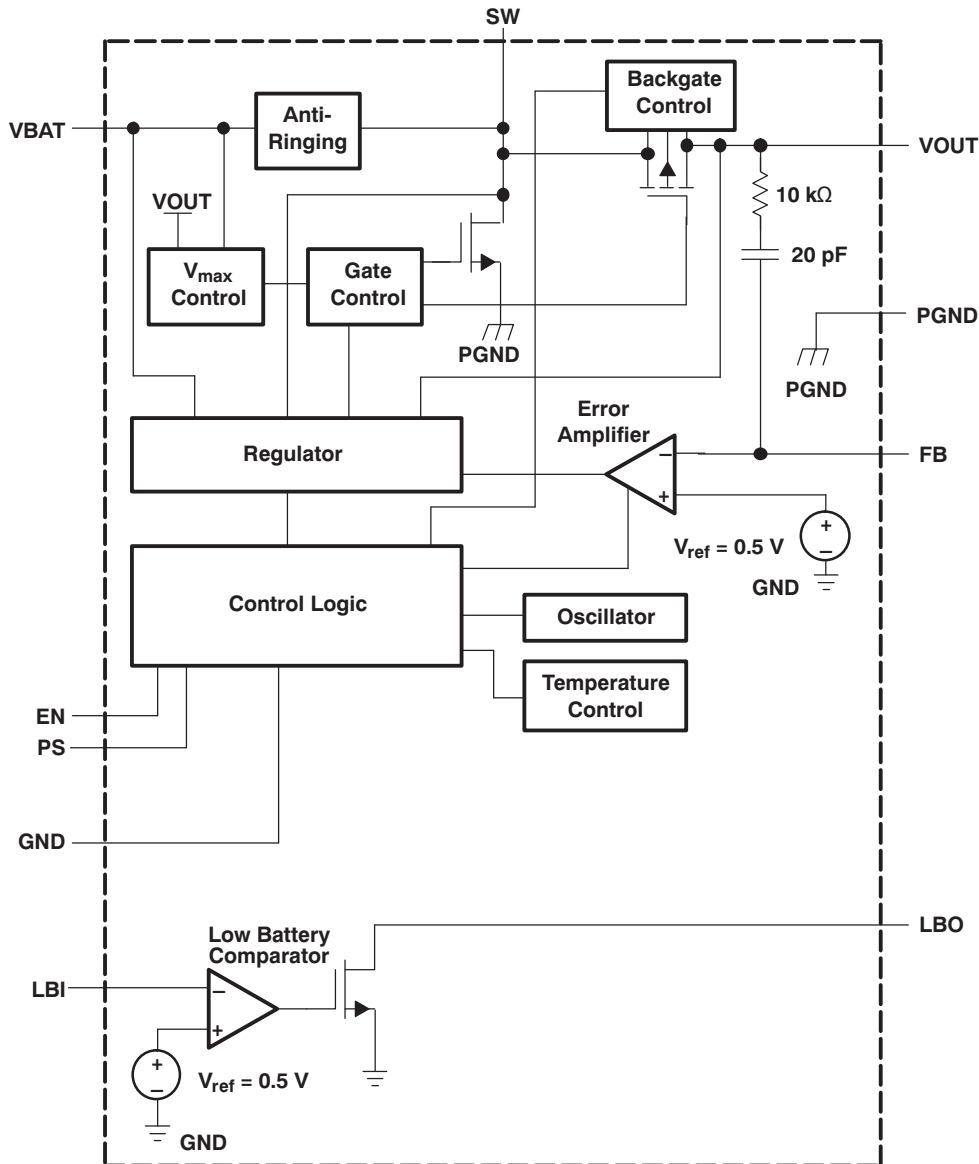 SW
Backgate
Control
Anti-
Ringing
VBAT
VOUT
VOUT
10 kΩ
20 pF
Vmax
Control
Gate
Control
PGND
PGND
PGND
Error
Amplifier
Regulator
−
FB
+
+
−
Vref = 0.5 V
GND
Control Logic
Oscillator
Temperature
Control
EN
PS
GND
Low Battery
Comparator
LBO
LBI
−
+
+
−
Vref = 0.5 V
GND